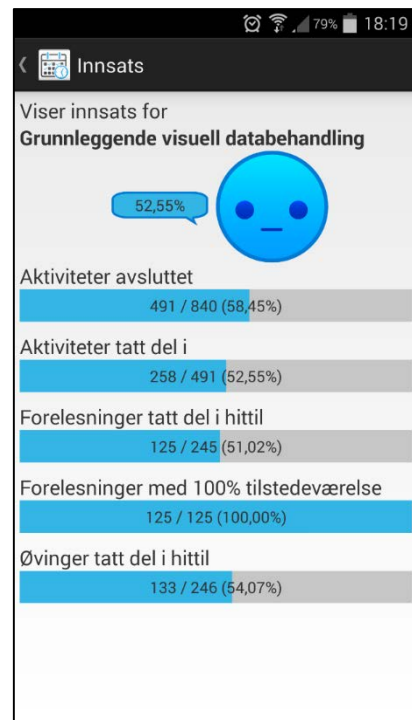 79% 18:19
Innsats
Viser innsats for
Grunnleggende visuell databehandling
52,55%
Aktiviteter avsluttet
491 / 840 (58,45%)
Aktiviteter tatt del i
258 / 491 (52,55%)
Forelesninger tatt del i hittil
125 / 245 (51,02%)
Forelesninger med 100% tilstedeværelse
125 / 125 (100,00%)
Øvinger tatt del i hittil
133 / 246 (54,07%)